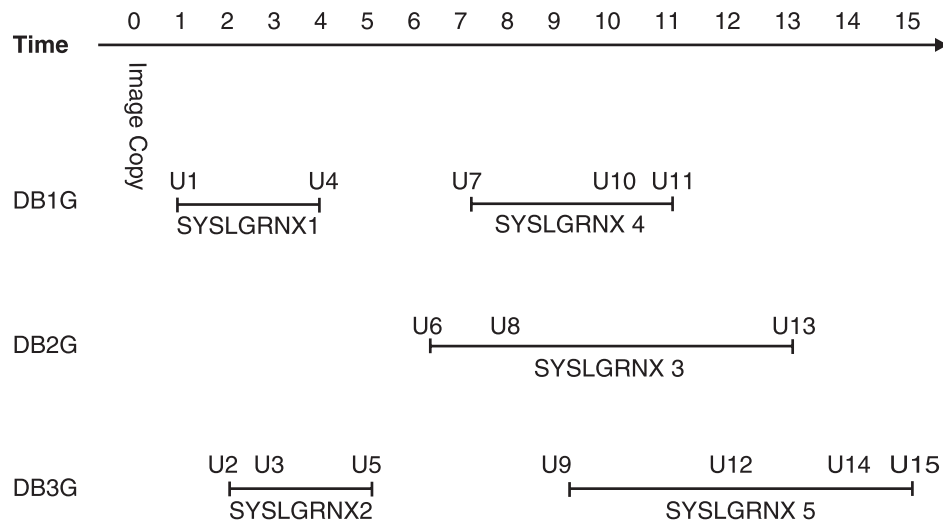 0 1 2 3 4 5 6 7 8 9 10 11 12 13 14 15
Time
Image Copy
U1 U4 U7 U10 U11
DB1G
SYSLGRNX1 SYSLGRNX 4
U6 U8 U13
DB2G
SYSLGRNX 3
U2 U3 U5 U9 U12 U14 U15
DB3G
SYSLGRNX2 SYSLGRNX 5